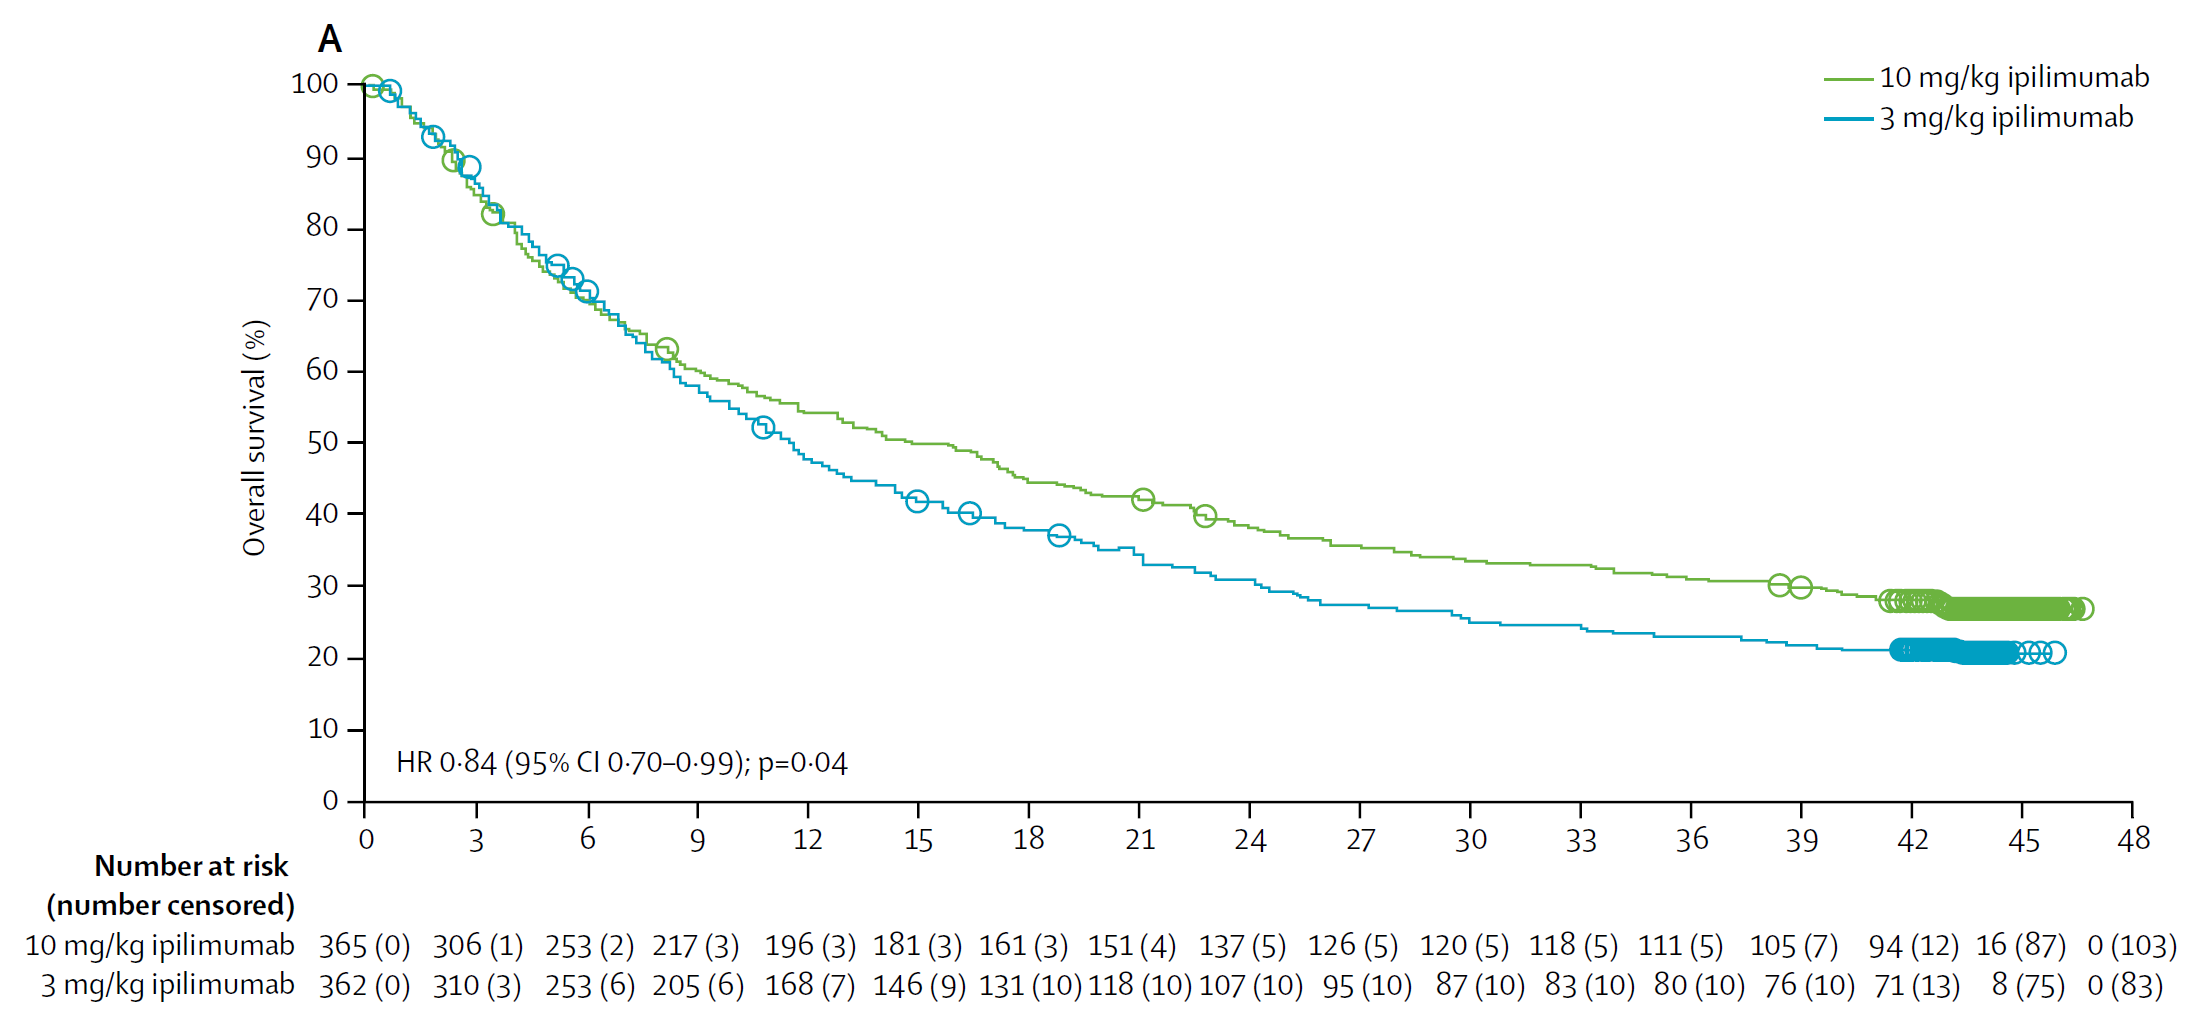 A
10 mg/kg ipilimumab
3 mg/kg ipilimumab
100
90
80
70
60
50
40
30
20
10
0
Overall survival (%)
HR 0·84 (95% CI 0·70–0·99); p=0·04
0 3 6 9 12 15 18 21 24 27 30 33 36 39 42 45 48
Number at risk
(number censored)
10 mg/kg ipilimumab 365 (0) 306 (1) 253 (2) 217 (3) 196 (3) 181 (3) 161 (3) 151 (4) 137 (5) 126 (5) 120 (5) 118 (5) 111 (5) 105 (7) 94 (12) 16 (87) 0 (103)
3 mg/kg ipilimumab 362 (0) 310 (3) 253 (6) 205 (6) 168 (7) 146 (9) 131 (10) 118 (10) 107 (10) 95 (10) 87 (10) 83 (10) 80 (10) 76 (10) 71 (13) 8 (75) 0 (83)